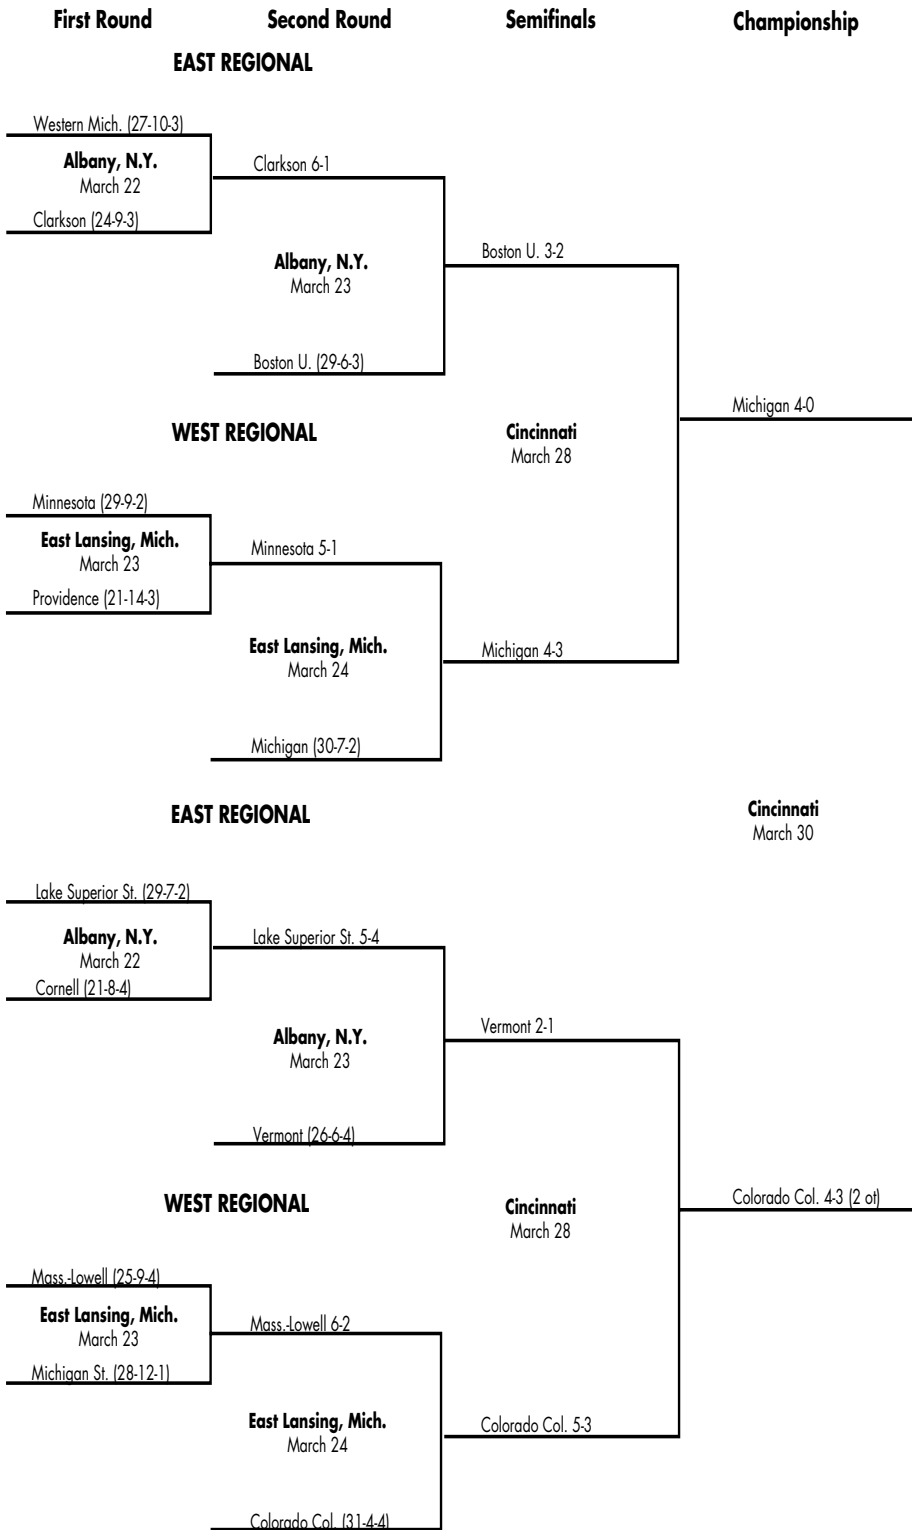 First Round
Second Round
Semifinals
Championship
EAST REGIONAL
Western Mich. (27-10-3)
Albany, N.Y.
March 22
Clarkson (24-9-3)
Clarkson 6-1
Albany, N.Y.
March 23
Boston U. (29-6-3)
Boston U. 3-2
WEST REGIONAL
Cincinnati
March 28
Michigan 4-0
Minnesota (29-9-2)
East Lansing, Mich.
March 23
Providence (21-14-3)
Minnesota 5-1
East Lansing, Mich.
March 24
Michigan (30-7-2)
Michigan 4-3
EAST REGIONAL
Cincinnati
March 30
Lake Superior St. (29-7-2)
Albany, N.Y.
March 22
Cornell (21-8-4)
Lake Superior St. 5-4
Albany, N.Y.
March 23
Vermont (26-6-4)
Vermont 2-1
WEST REGIONAL
Cincinnati
March 28
Colorado Col. 4-3 (2 ot)
Mass.-Lowell (25-9-4)
East Lansing, Mich.
March 23
Michigan St. (28-12-1)
Mass.-Lowell 6-2
East Lansing, Mich.
March 24
Colorado Col. (31-4-4)
Colorado Col. 5-3